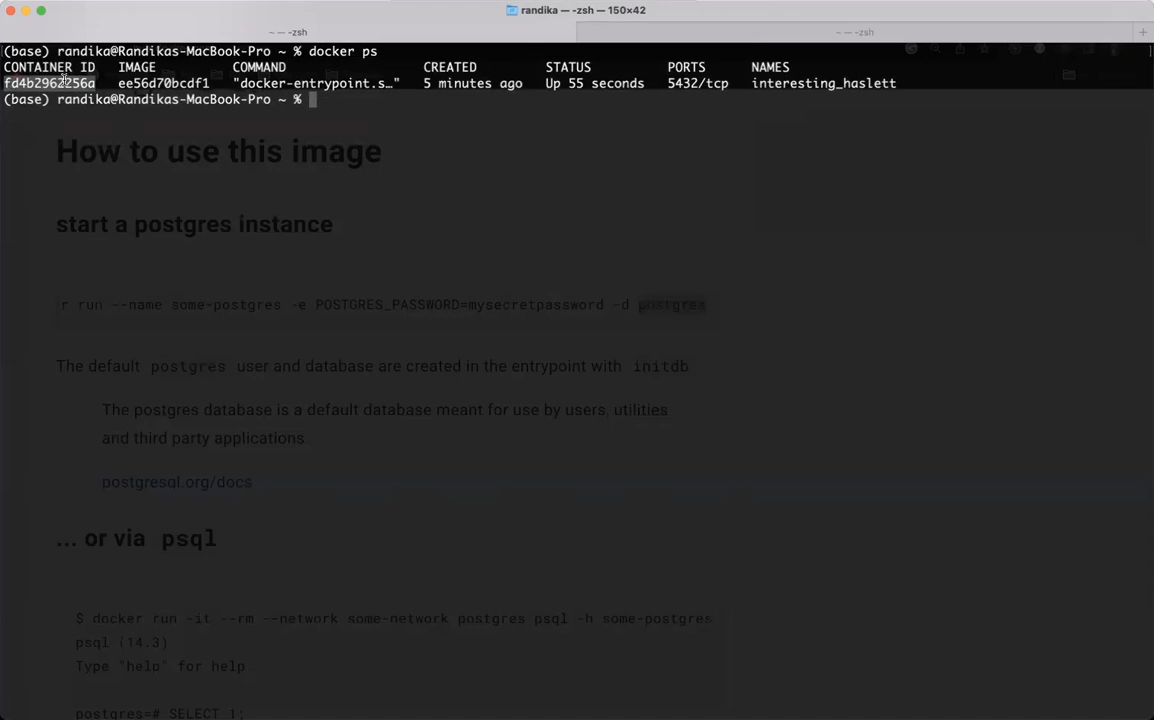 randika — -zsh — 150×42
~ — -zsh
~ — -zsh
(base) randika@Randikas-MacBook-Pro ~ % docker ps
CONTAINER ID IMAGE COMMAND CREATED STATUS PORTS NAMES
fd4b2962256a ee56d70bcdf1 "docker-entrypoint.s…" 5 minutes ago Up 55 seconds 5432/tcp interesting_haslett
(base) randika@Randikas-MacBook-Pro ~ %
How to use this image
start a postgres instance
r run --name some-postgres -e POSTGRES_PASSWORD=mysecretpassword -d postgres
The default postgres user and database are created in the entrypoint with initdb
The postgres database is a default database meant for use by users, utilities
and third party applications.
postgresql.org/docs
... or via psql
$ docker run -it --rm --network some-network postgres psql -h some-postgres
psql (14.3)
Type "help" for help
postgres=# SELECT 1;